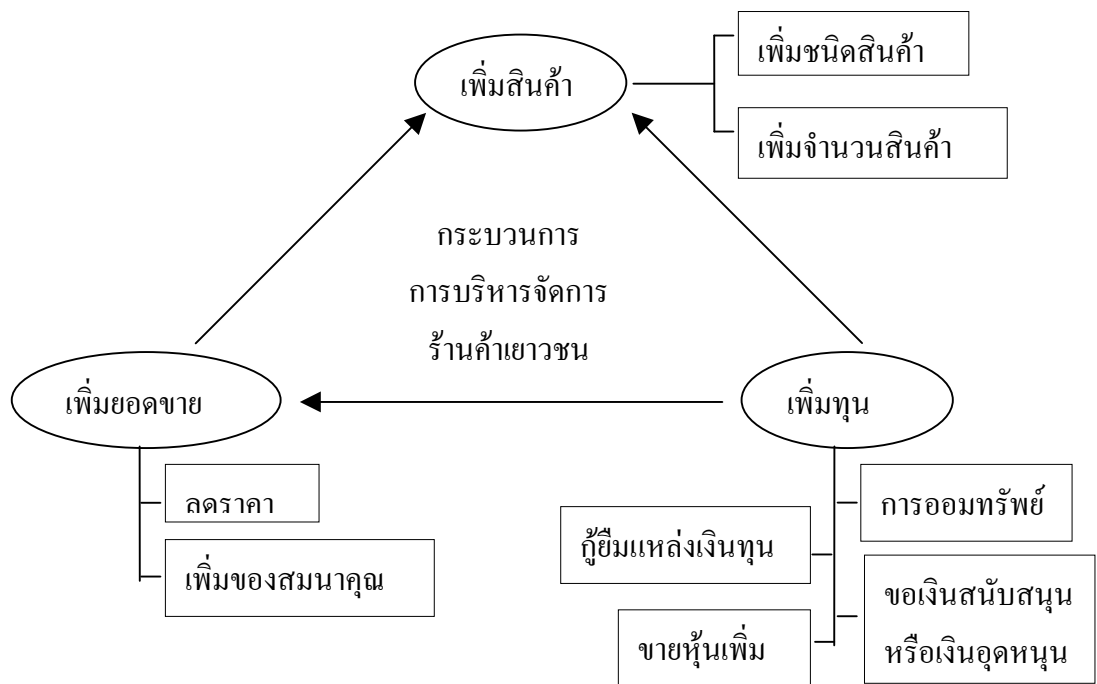 เพิ่มสินค้า
เพิ่มชนิดสินค้า
เพิ่มจำนวนสินค้า
กระบวนการ
การบริหารจัดการ
ร้านค้าเยาวชน
เพิ่มยอดขาย
ลดราคา
เพิ่มของสมนาคุณ
เพิ่มทุน
การออมทรัพย์
กู้ยืมแหล่งเงินทุน
ขอเงินสนับสนุน
หรือเงินอุดหนุน
ขายหุ้นเพิ่ม